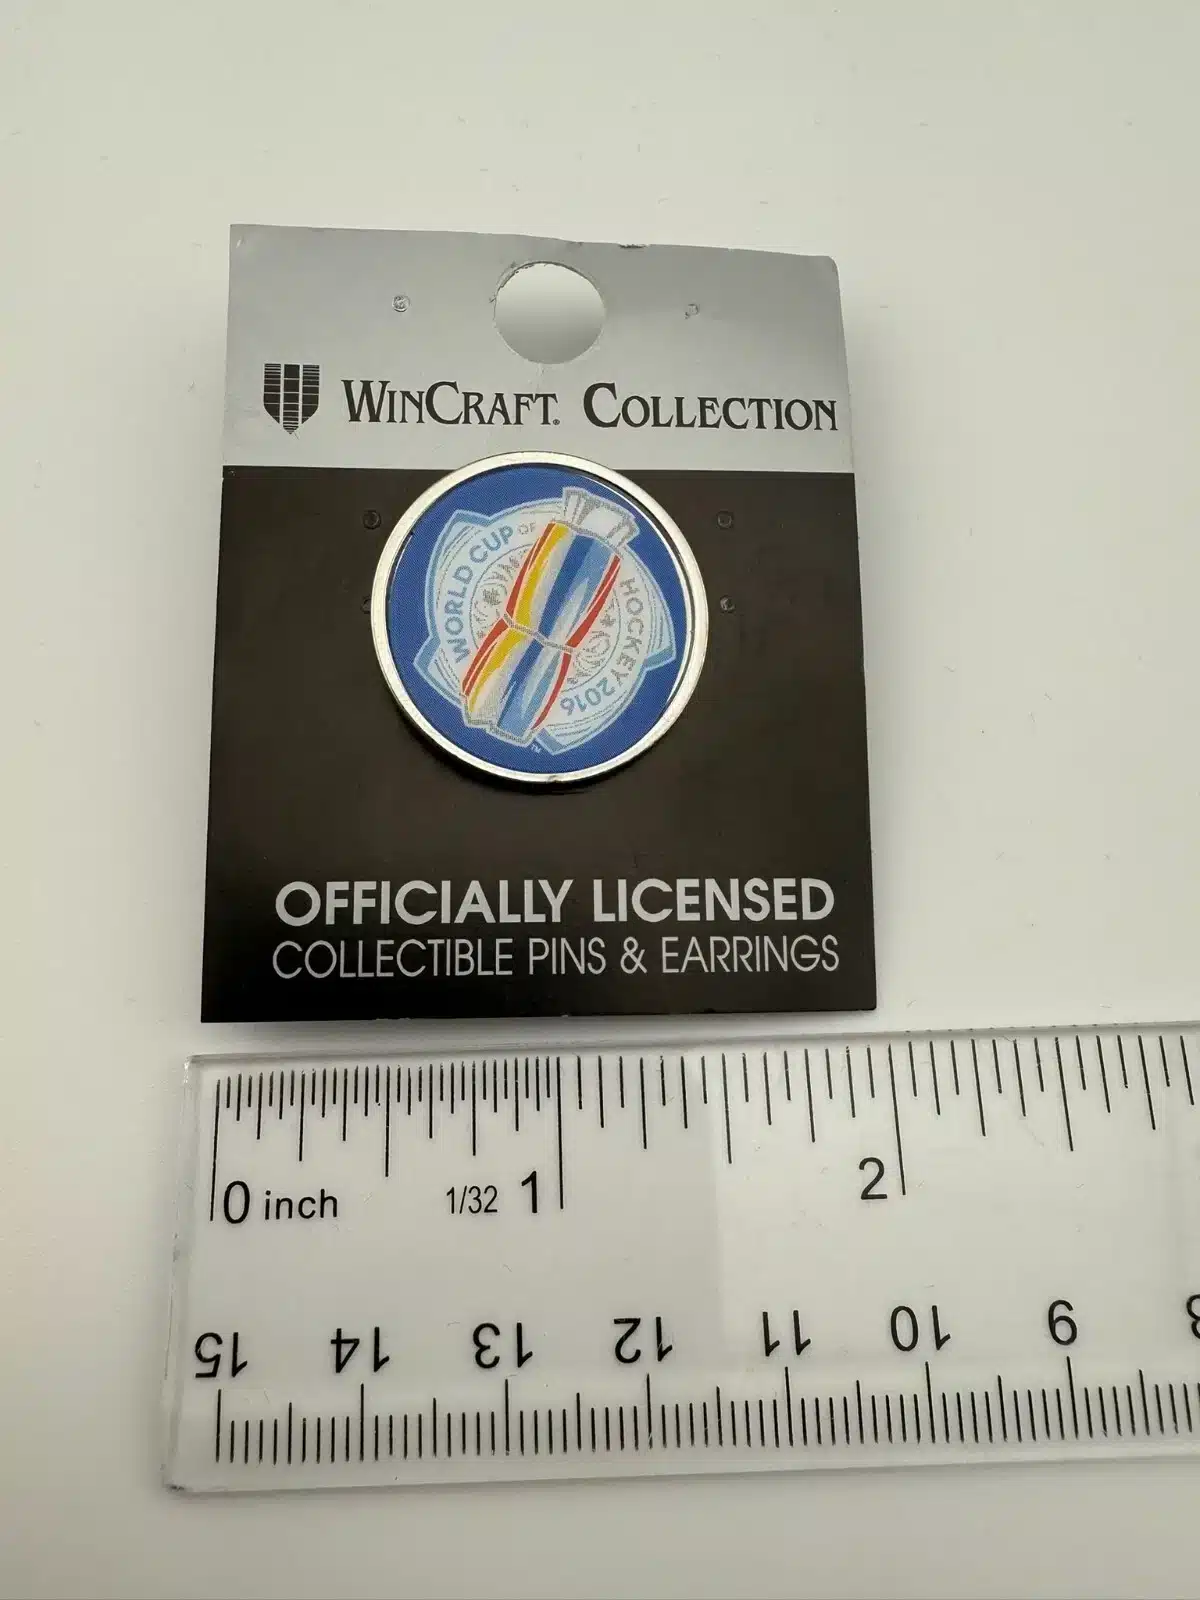 WINCRAFT. COLLECTION
WORLD CUP OF
HOCKEY 2016
TM
OFFICIALLY LICENSED
COLLECTIBLE PINS & EARRINGS
0 inch 1/32 1 2
15 14 13 12 11 10 9 8